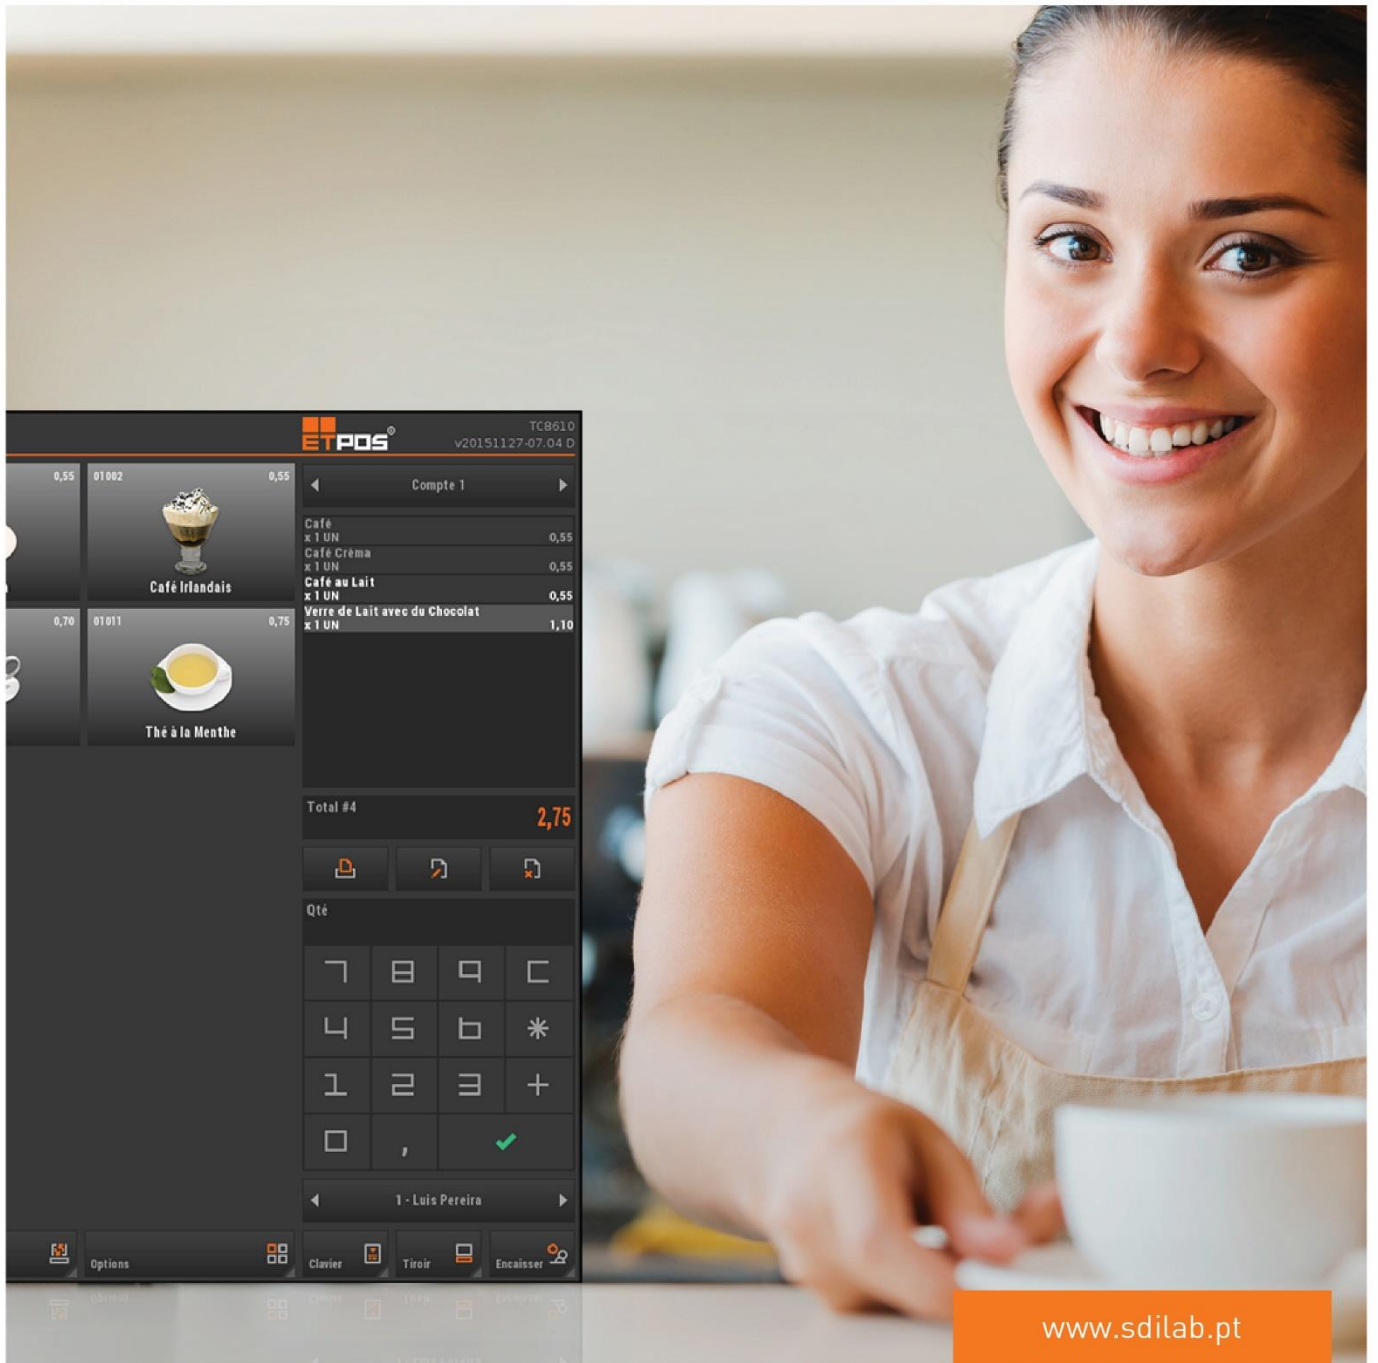 ETPOS®
TC8610
v20151127-07.04 D
0,55
01002
0,55
Café Irlandais
0,70
01011
0,75
Thé à la Menthe
Compte 1
Café
x 1 UN 0,55
Café Crèma
x 1 UN 0,55
Café au Lait
x 1 UN 0,55
Verre de Lait avec du Chocolat
x 1 UN 1,10
Total #4
2,75
Qté
7 8 9 C
4 5 6 *
1 2 3 +
0 ,
1 - Luis Pereira
Options
Clavier
Tiroir
Encaisser
www.sdilab.pt